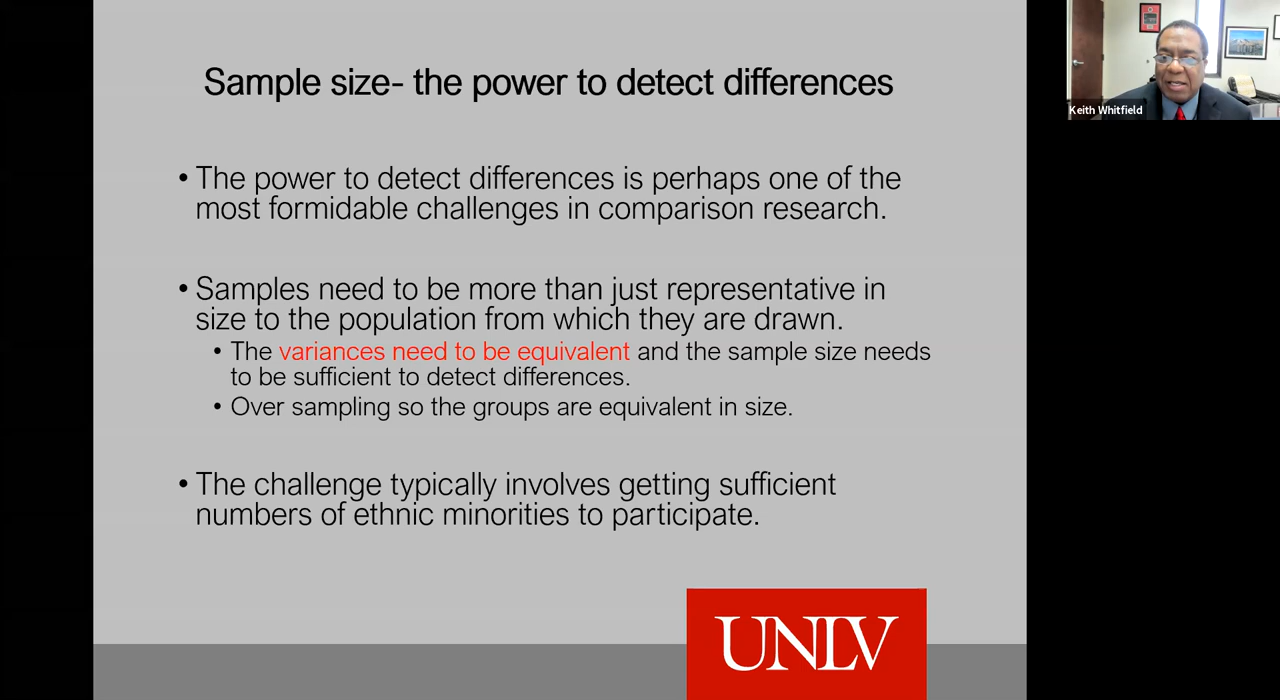 Sample size- the power to detect differences
• The power to detect differences is perhaps one of the
most formidable challenges in comparison research.
• Samples need to be more than just representative in
size to the population from which they are drawn.
• The variances need to be equivalent and the sample size needs
to be sufficient to detect differences.
• Over sampling so the groups are equivalent in size.
• The challenge typically involves getting sufficient
numbers of ethnic minorities to participate.
UNLV
Keith Whitfield